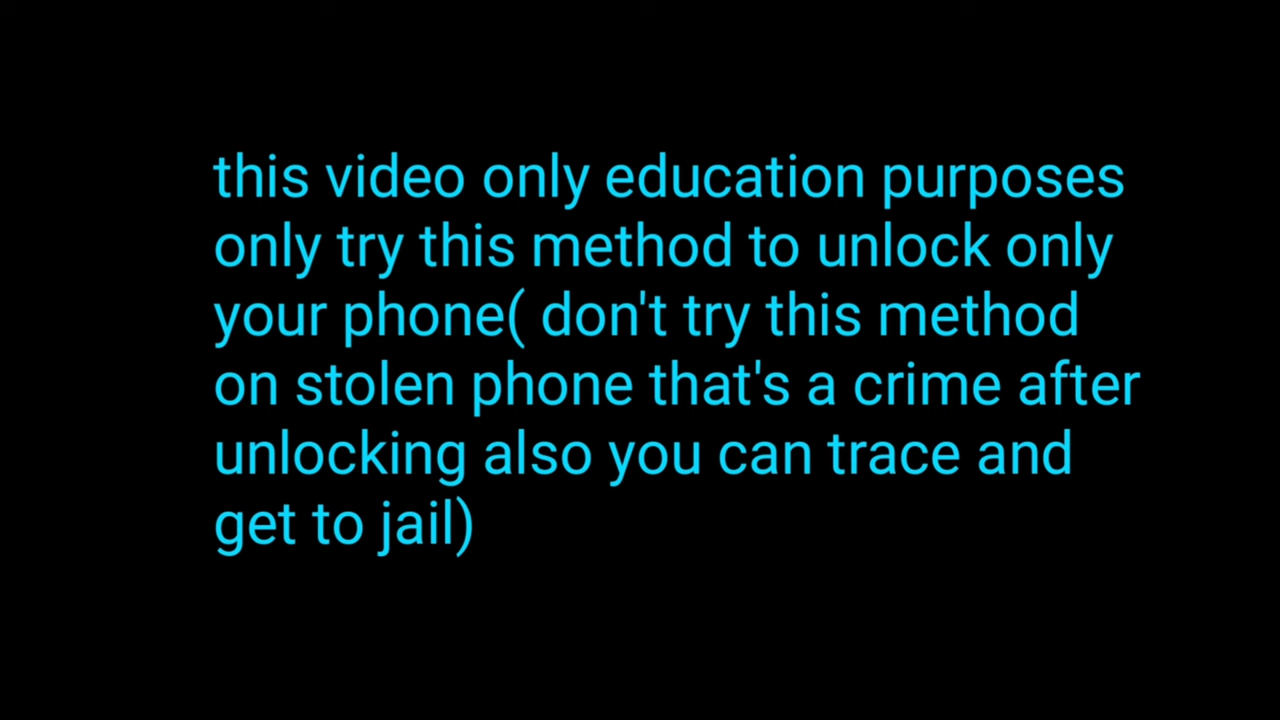 this video only education purposes
only try this method to unlock only
your phone( don't try this method
on stolen phone that's a crime after
unlocking also you can trace and
get to jail)